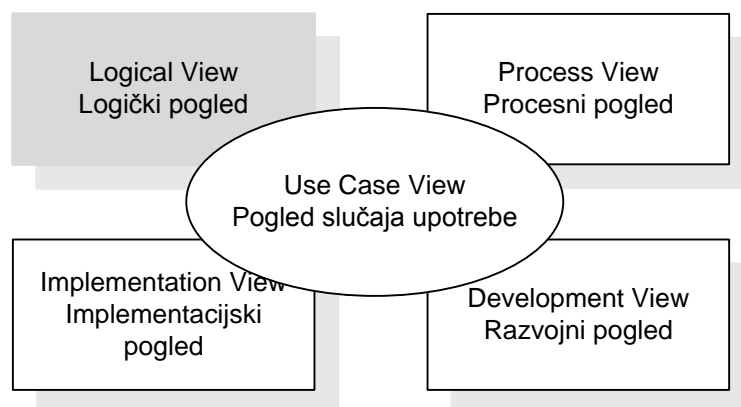 Logical View
Logički pogled
Process View
Procesni pogled
Use Case View
Pogled slučaja upotrebe
Implementation View
Implementacijski
pogled
Development View
Razvojni pogled